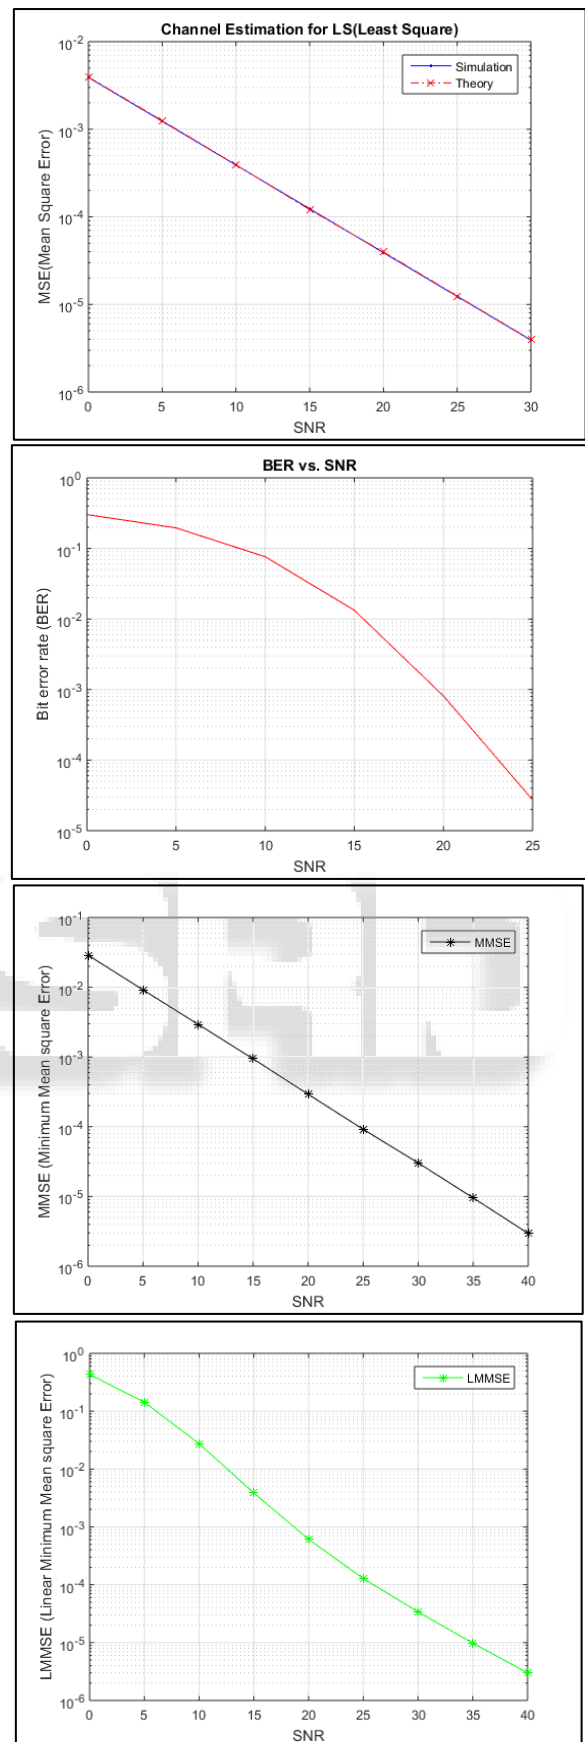 Channel Estimation for LS(Least Square)
10^-2
10^-3
10^-4
10^-5
10^-6
MSE(Mean Square Error)
Simulation
Theory
0 5 10 15 20 25 30
SNR
BER vs. SNR
10^0
10^-1
10^-2
10^-3
10^-4
10^-5
Bit error rate (BER)
0 5 10 15 20 25
SNR
10^-1
10^-2
10^-3
10^-4
10^-5
10^-6
MMSE (Minimum Mean square Error)
MMSE
0 5 10 15 20 25 30 35 40
SNR
10^0
10^-1
10^-2
10^-3
10^-4
10^-5
10^-6
LMMSE (Linear Minimum Mean square Error)
LMMSE
0 5 10 15 20 25 30 35 40
SNR